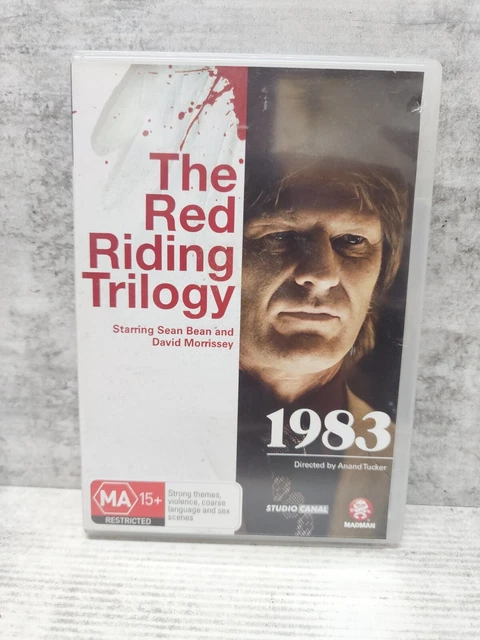 The
Red
Riding
Trilogy
Starring Sean Bean and
David Morrissey
1983
Directed by Anand Tucker
MA 15+
RESTRICTED
Strong themes,
violence, coarse
language and sex
scenes
STUDIO CANAL
MADMAN